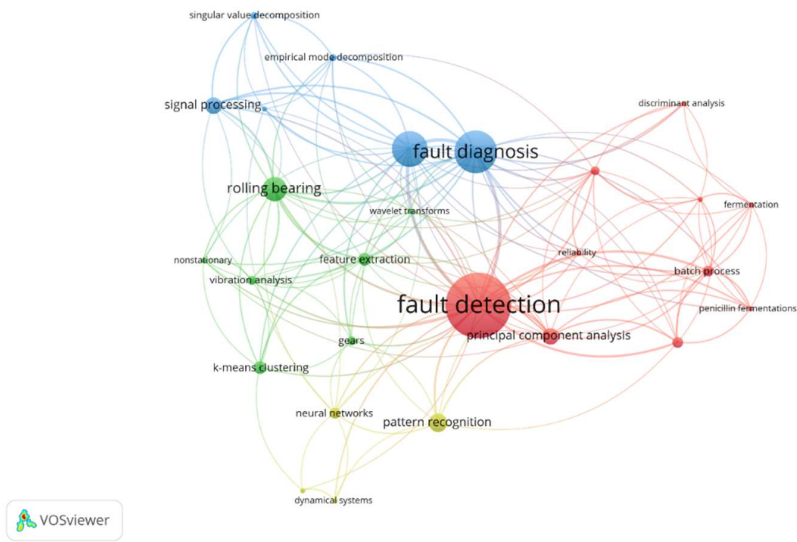 singular value decomposition
empirical mode decomposition
signal processing
discriminant analysis
fault diagnosis
rolling bearing
fermentation
wavelet transforms
reliability
nonstationary
feature extraction
batch process
vibration analysis
fault detection
penicillin fermentations
principal component analysis
gears
k-means clustering
neural networks
pattern recognition
dynamical systems
VOSviewer